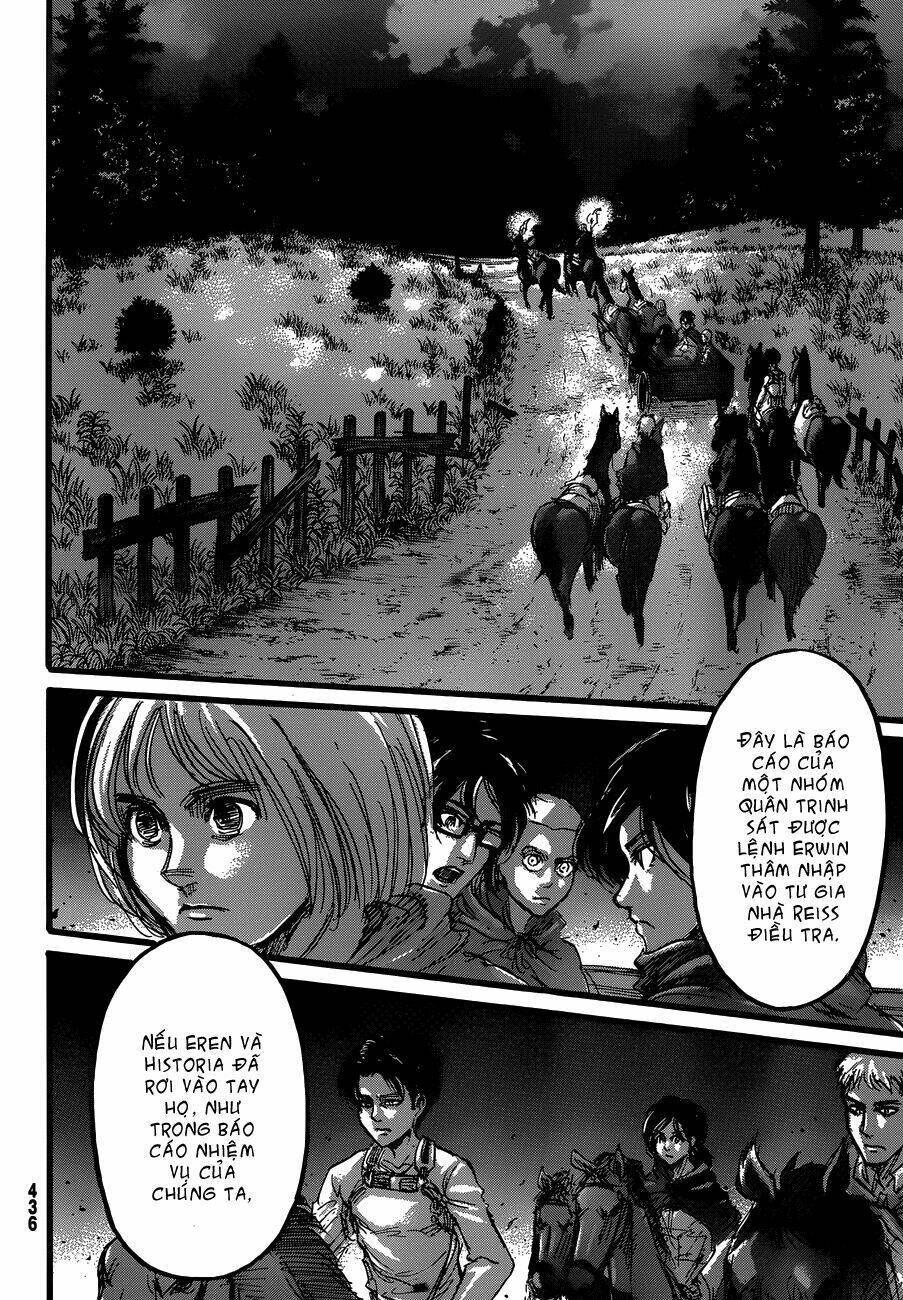 ĐÂY LÀ BÁO
CÁO CỦA
MỘT NHÓM
QUÂN TRINH
SÁT ĐƯỢC
LỆNH ERWIN
THÂM NHẬP
VÀO TƯ GIA
NHÀ REISS
ĐIỀU TRA.
NẾU EREN VÀ
HISTORIA ĐÃ
RƠI VÀO TAY
HỌ, NHƯ
TRONG BÁO
CÁO NHIỆM
VỤ CỦA
CHÚNG TA,
436